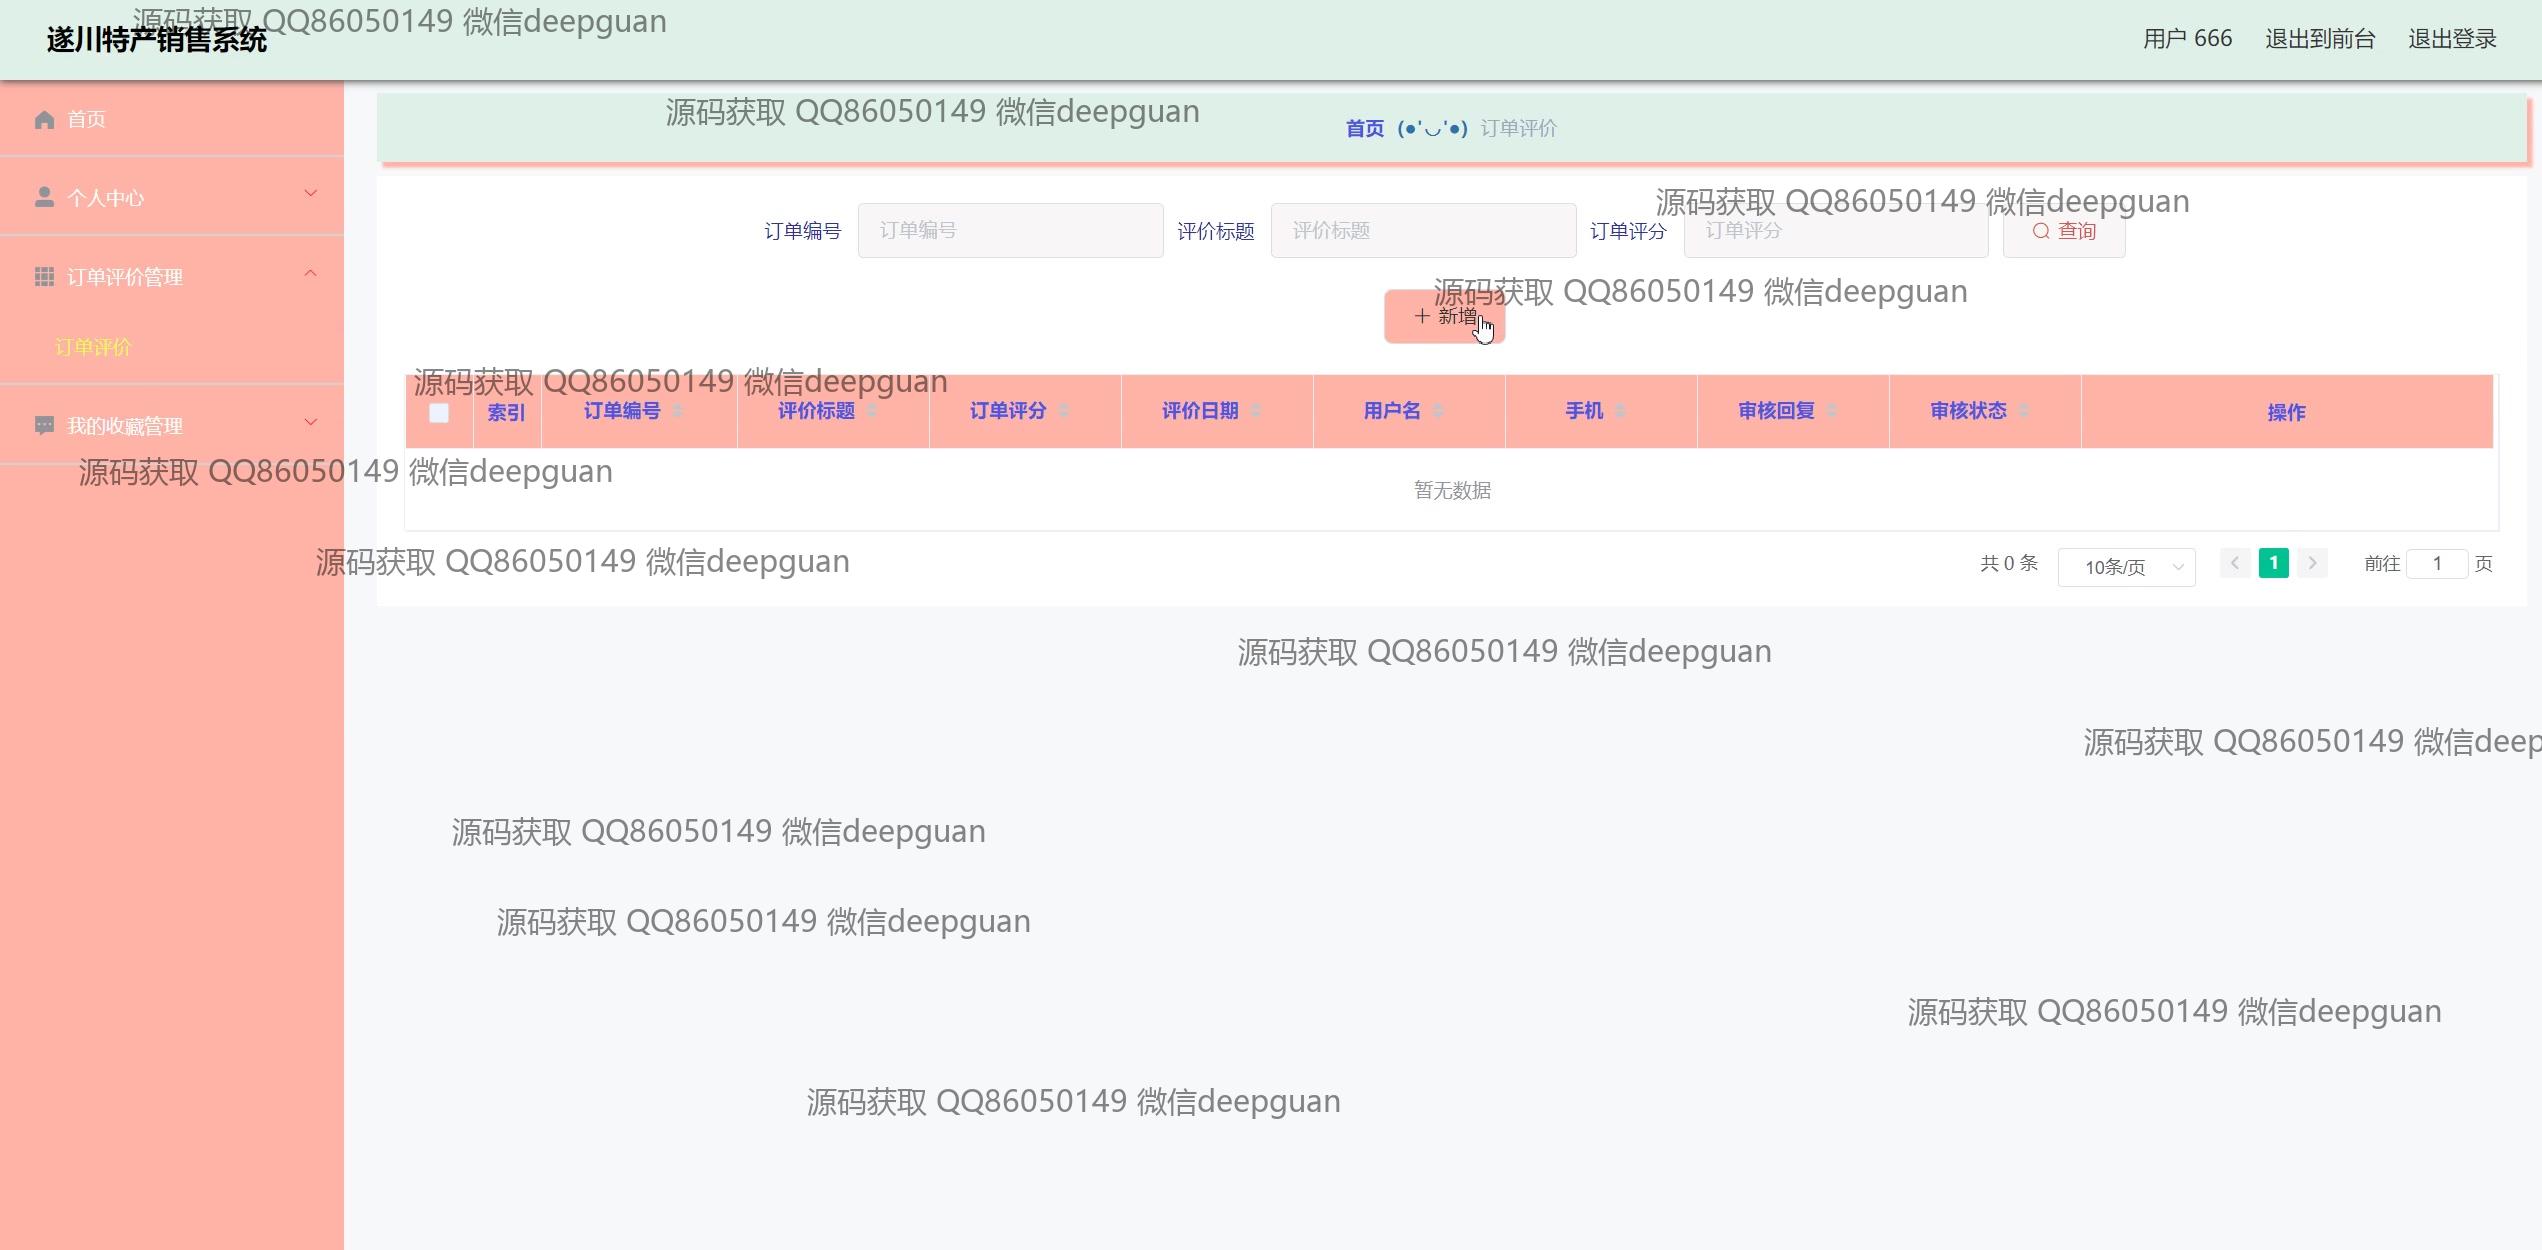 源码获取 QQ86050149 微信deepguan
遂川特产销售系统
用户 666 退出到前台 退出登录
首页
源码获取 QQ86050149 微信deepguan
首页 (●'◡'●) 订单评价
个人中心
源码获取 QQ86050149 微信deepguan
订单编号 订单编号 评价标题 评价标题 订单评分 订单评分 查询
订单评价管理
源码获取 QQ86050149 微信deepguan
+ 新增
订单评价
源码获取 QQ86050149 微信deepguan
索引 订单编号 评价标题 订单评分 评价日期 用户名 手机 审核回复 审核状态 操作
我的收藏管理
源码获取 QQ86050149 微信deepguan
暂无数据
源码获取 QQ86050149 微信deepguan
共 0 条 10条/页 1 前往 1 页
源码获取 QQ86050149 微信deepguan
源码获取 QQ86050149 微信deep
源码获取 QQ86050149 微信deepguan
源码获取 QQ86050149 微信deepguan
源码获取 QQ86050149 微信deepguan
源码获取 QQ86050149 微信deepguan